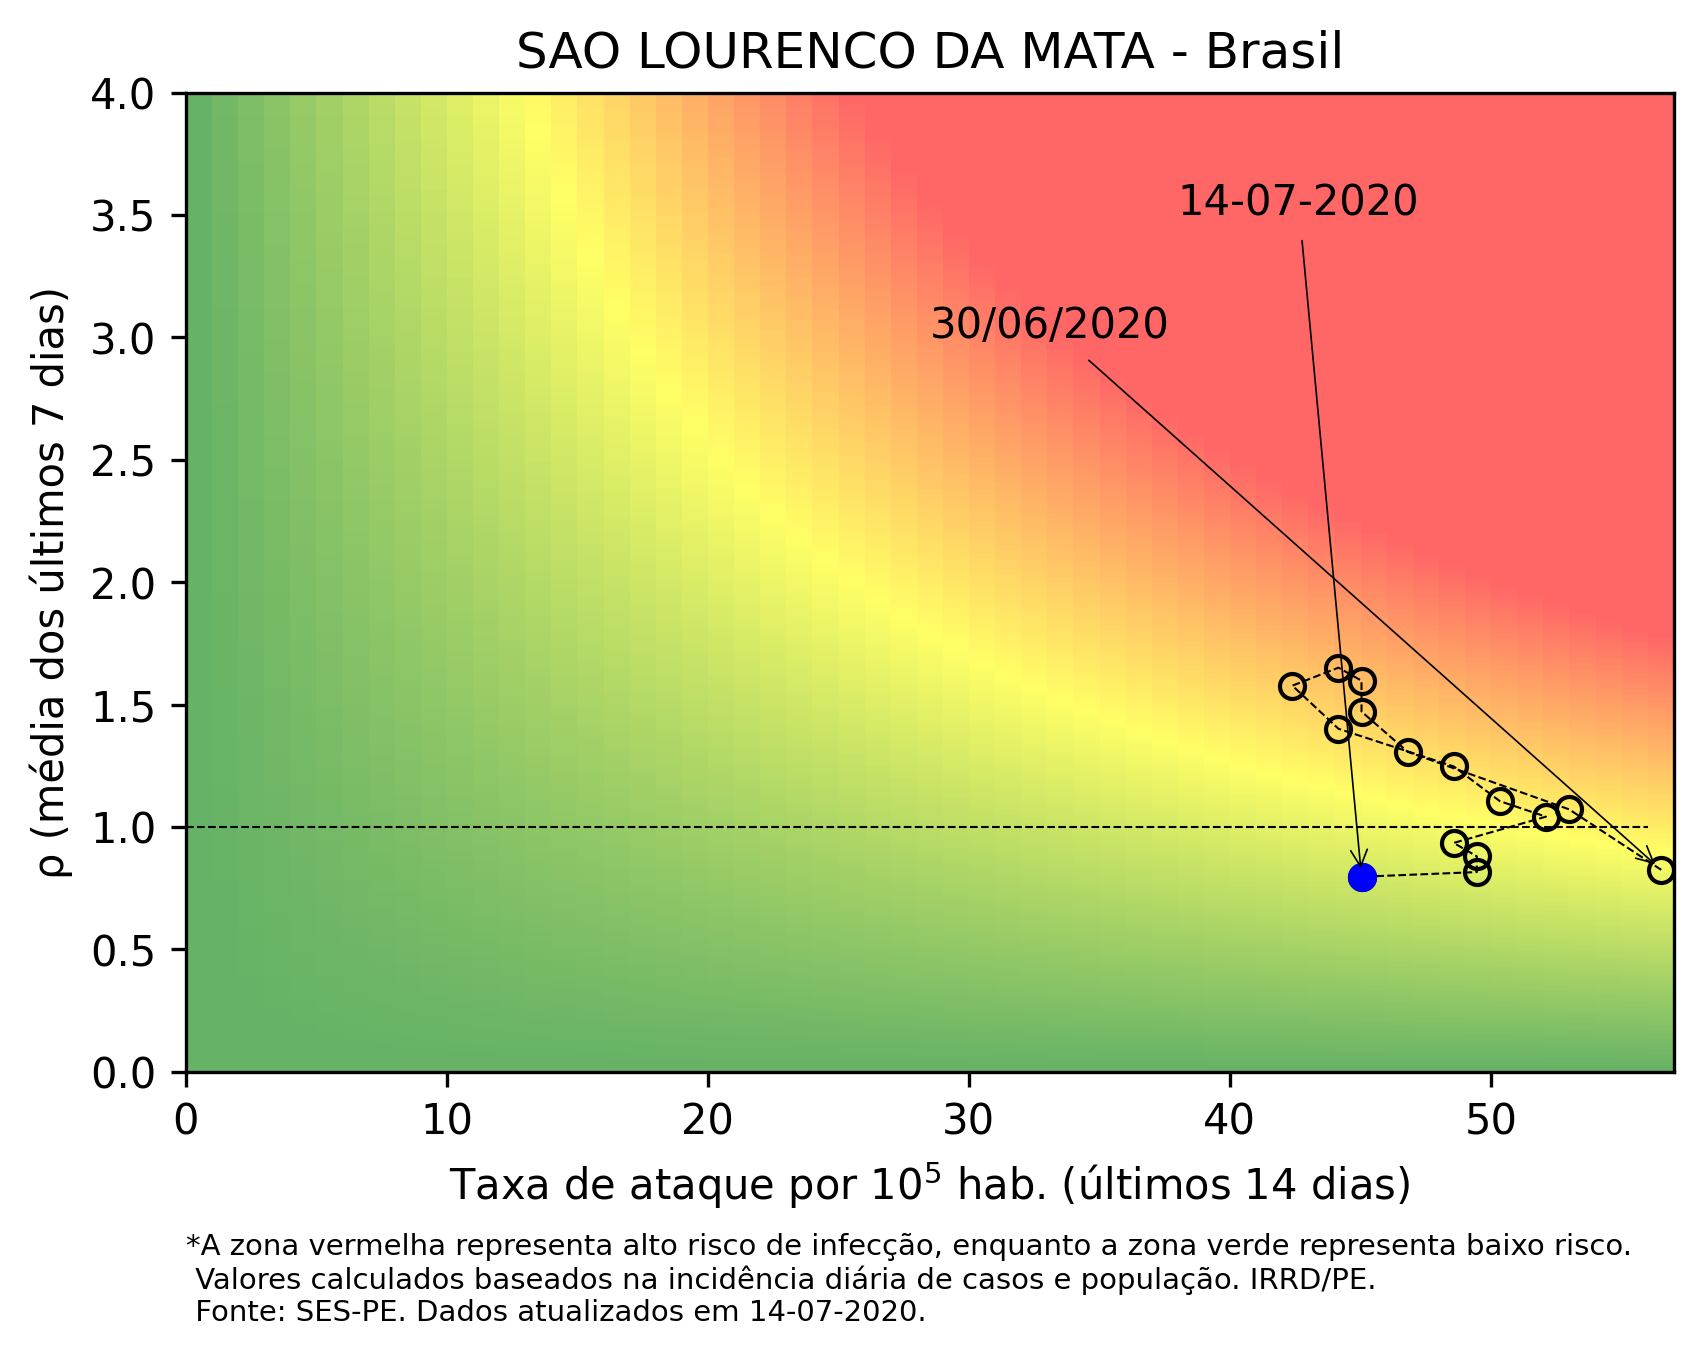 SAO LOURENCO DA MATA - Brasil
4.0
3.5
3.0
2.5
2.0
1.5
1.0
0.5
0.0
ρ (média dos últimos 7 dias)
14-07-2020
30/06/2020
0 10 20 30 40 50
Taxa de ataque por 10⁵ hab. (últimos 14 dias)
*A zona vermelha representa alto risco de infecção, enquanto a zona verde representa baixo risco.
Valores calculados baseados na incidência diária de casos e população. IRRD/PE.
Fonte: SES-PE. Dados atualizados em 14-07-2020.